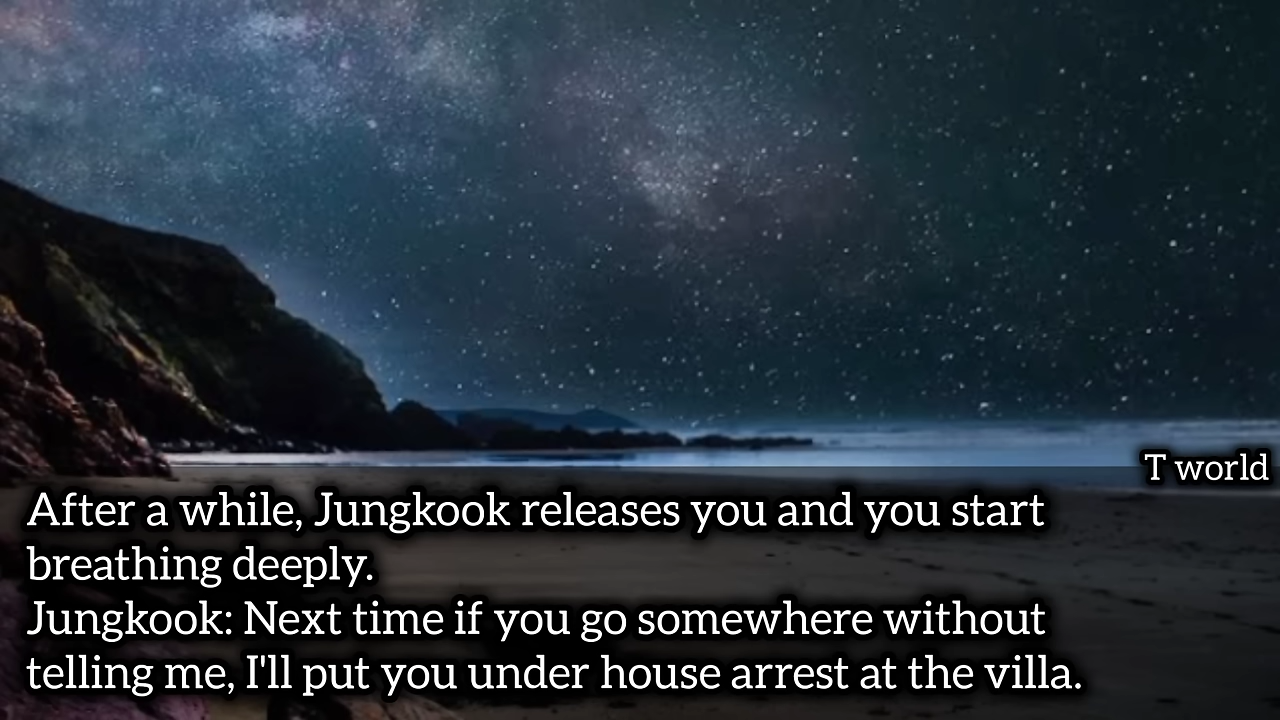 T world
After a while, Jungkook releases you and you start
breathing deeply.
Jungkook: Next time if you go somewhere without
telling me, I'll put you under house arrest at the villa.